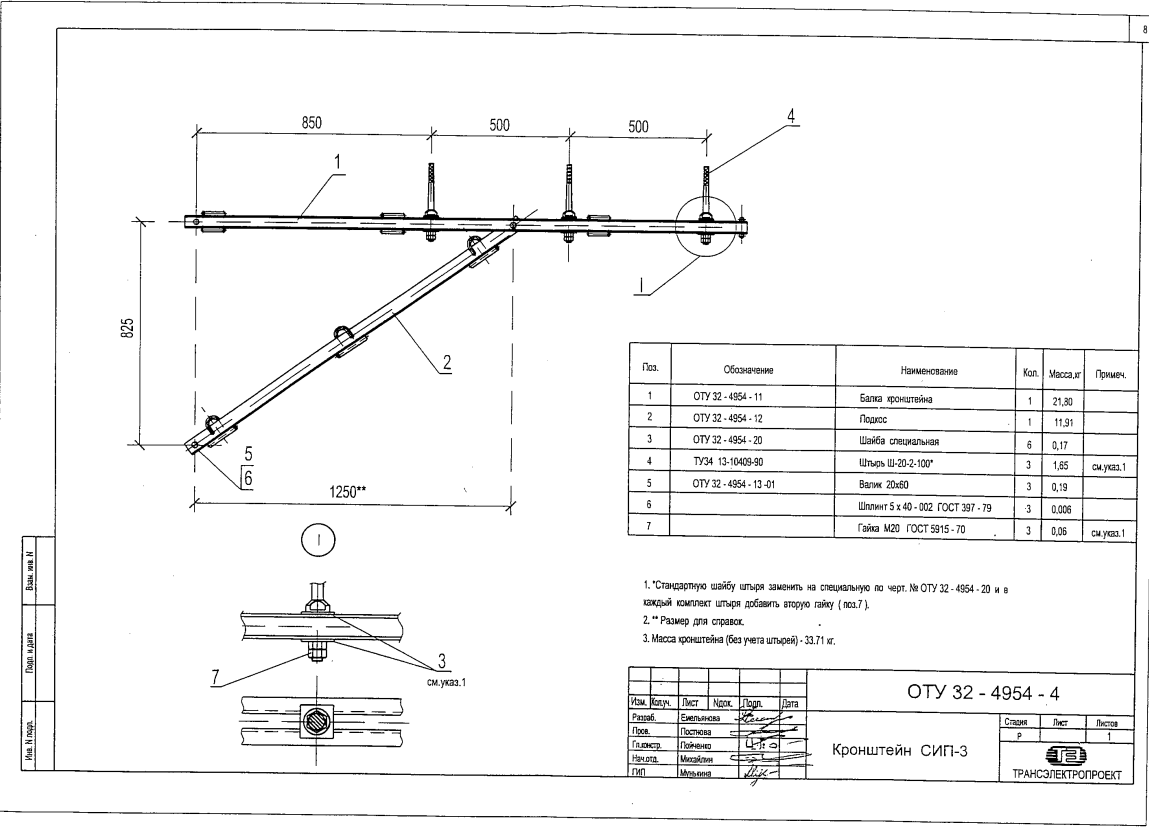 8
850
500
500
4
1
825
2
I
5
6
1250**
Поз. Обозначение Наименование Кол. Масса,кг Примеч.
1 ОТУ 32 - 4954 - 11 Балка кронштейна 1 21,80
2 ОТУ 32 - 4954 - 12 Подкос 1 11,91
3 ОТУ 32 - 4954 - 20 Шайба специальная 6 0,17
4 ТУ34 13-10409-90 Штырь Ш-20-2-100* 3 1,65 см.указ.1
5 ОТУ 32 - 4954 - 13 -01 Валик 20х60 3 0,19
6 Шплинт 5 х 40 - 002 ГОСТ 397 - 79 3 0,006
7 Гайка М20 ГОСТ 5915 - 70 3 0,06 см.указ.1
I
7
3
см.указ.1
1. *Стандартную шайбу штыря заменить на специальную по черт. № ОТУ 32 - 4954 - 20 и в
каждый комплект штыря добавить вторую гайку ( поз.7 ).
2. ** Размер для справок.
3. Масса кронштейна (без учета штырей) - 33.71 кг.
Взам. инв. N
Подп. и дата
Инв. N подл.
ОТУ 32 - 4954 - 4
Изм. Кол.уч. Лист Nдок. Подп. Дата
Разраб. Емельянова
Пров. Постнова
Гл.констр. Пойченко
Нач.отд. Михайлин
ГИП Мунькина
Кронштейн СИП-3
Стадия Лист Листов
Р 1
ТРАНСЭЛЕКТРОПРОЕКТ